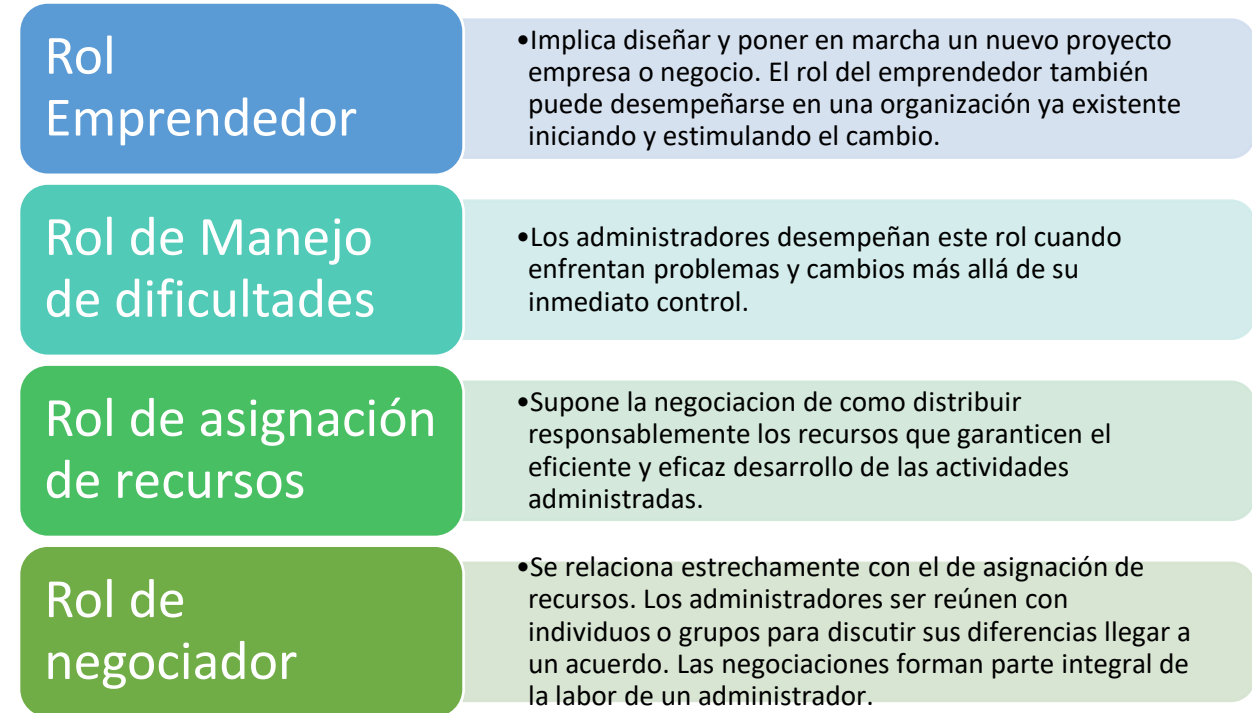 Rol
Emprendedor
•Implica diseñar y poner en marcha un nuevo proyecto
empresa o negocio. El rol del emprendedor también
puede desempeñarse en una organización ya existente
iniciando y estimulando el cambio.
Rol de Manejo
de dificultades
•Los administradores desempeñan este rol cuando
enfrentan problemas y cambios más allá de su
inmediato control.
Rol de asignación
de recursos
•Supone la negociacion de como distribuir
responsablemente los recursos que garanticen el
eficiente y eficaz desarrollo de las actividades
administradas.
Rol de
negociador
•Se relaciona estrechamente con el de asignación de
recursos. Los administradores ser reúnen con
individuos o grupos para discutir sus diferencias llegar a
un acuerdo. Las negociaciones forman parte integral de
la labor de un administrador.